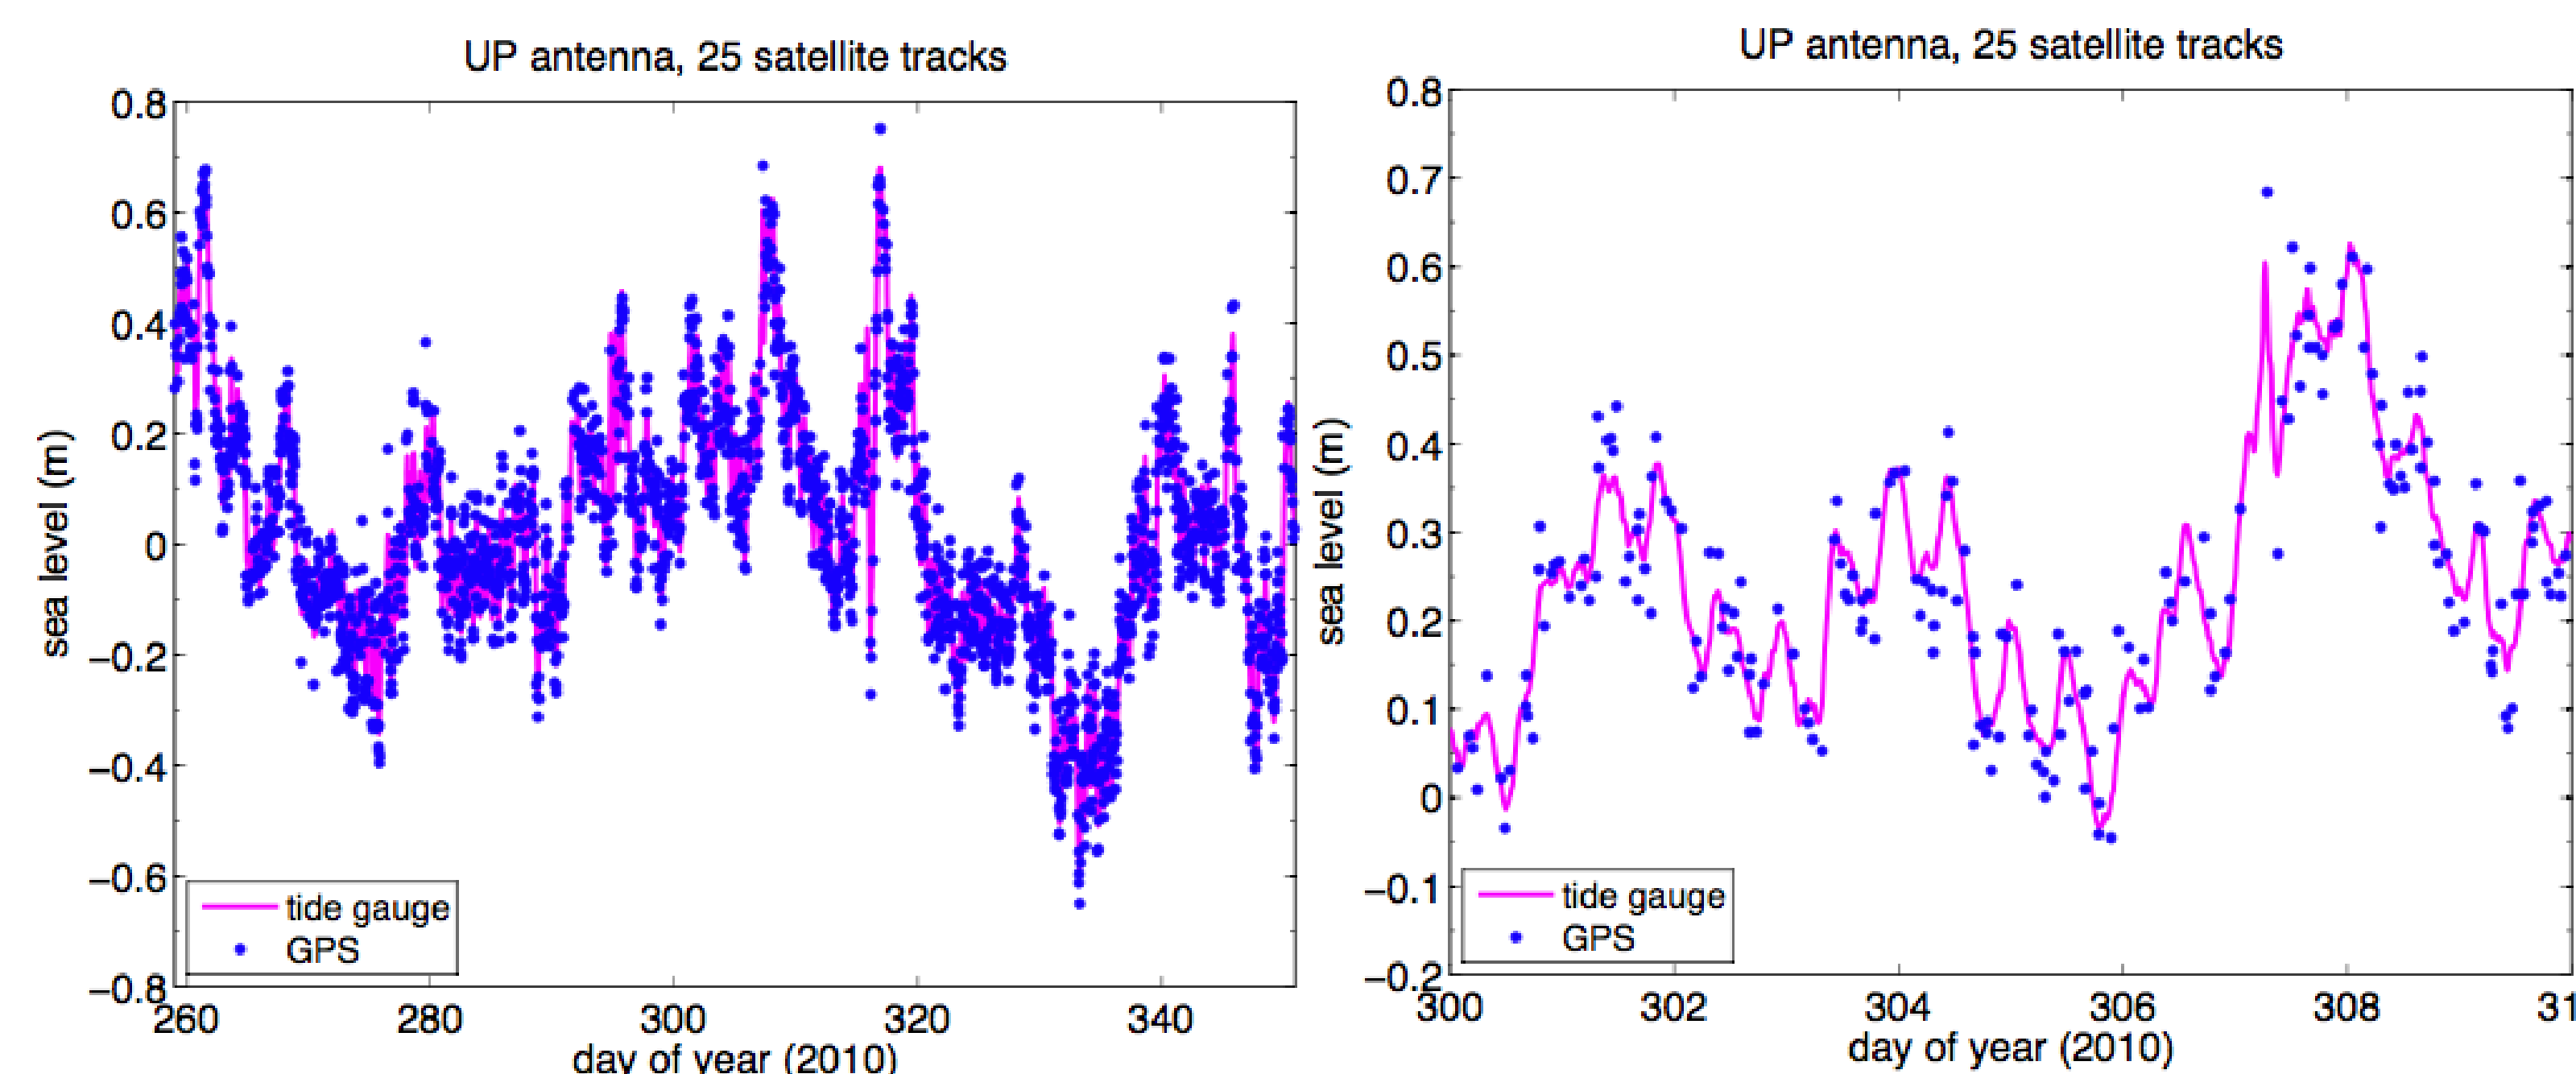 UP antenna, 25 satellite tracks
0.8
0.6
0.4
0.2
0
−0.2
−0.4
−0.6
−0.8
sea level (m)
tide gauge
GPS
260 280 300 320 340
day of year (2010)
UP antenna, 25 satellite tracks
0.8
0.7
0.6
0.5
0.4
0.3
0.2
0.1
0
−0.1
−0.2
sea level (m)
tide gauge
GPS
300 302 304 306 308 31
day of year (2010)